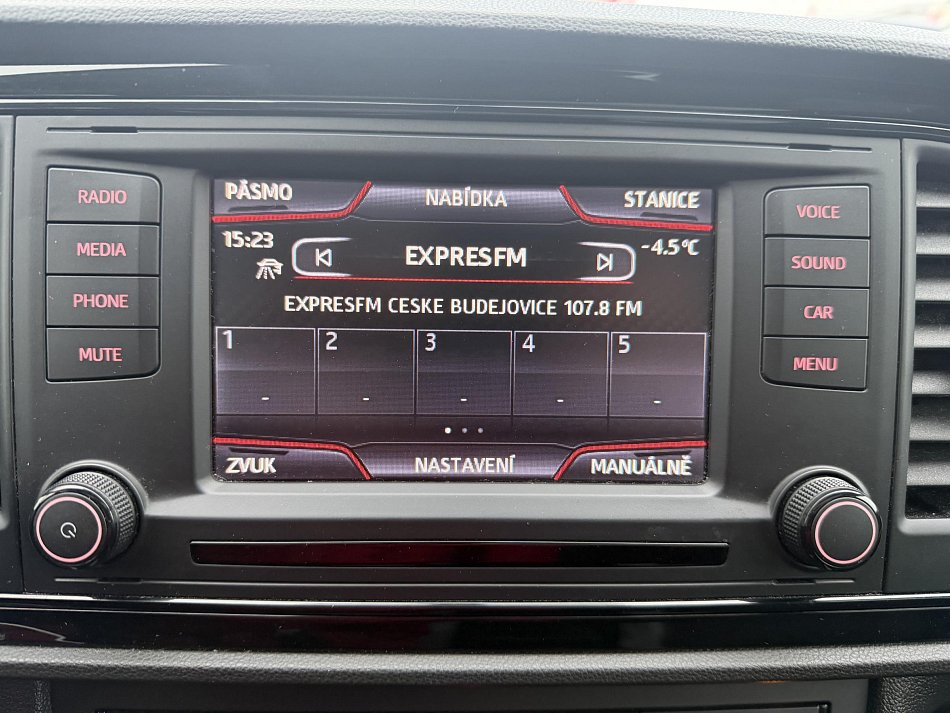 RADIO
MEDIA
PHONE
MUTE
PÁSMO
NABÍDKA
STANICE
15:23
EXPRESFM
-4.5°C
EXPRESFM CESKE BUDEJOVICE 107.8 FM
1 2 3 4 5
- - - - -
ZVUK
NASTAVENÍ
MANUÁLNĚ
VOICE
SOUND
CAR
MENU